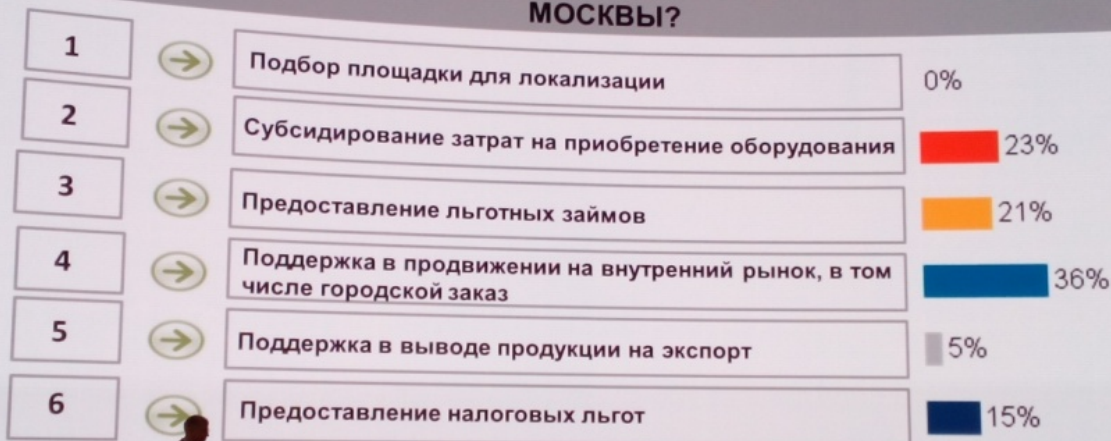 МОСКВЫ?
1
Подбор площадки для локализации
0%
2
Субсидирование затрат на приобретение оборудования
23%
3
Предоставление льготных займов
21%
4
Поддержка в продвижении на внутренний рынок, в том
числе городской заказ
36%
5
Поддержка в выводе продукции на экспорт
5%
6
Предоставление налоговых льгот
15%